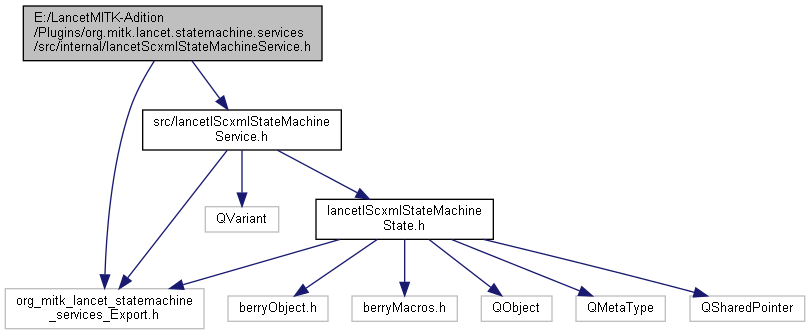 E:/LancetMITK-Adition
/Plugins/org.mitk.lancet.statemachine.services
/src/internal/lancetScxmlStateMachineService.h
src/lancetIScxmlStateMachine
Service.h
QVariant
lancetIScxmlStateMachine
State.h
org_mitk_lancet_statemachine
_services_Export.h
berryObject.h
berryMacros.h
QObject
QMetaType
QSharedPointer